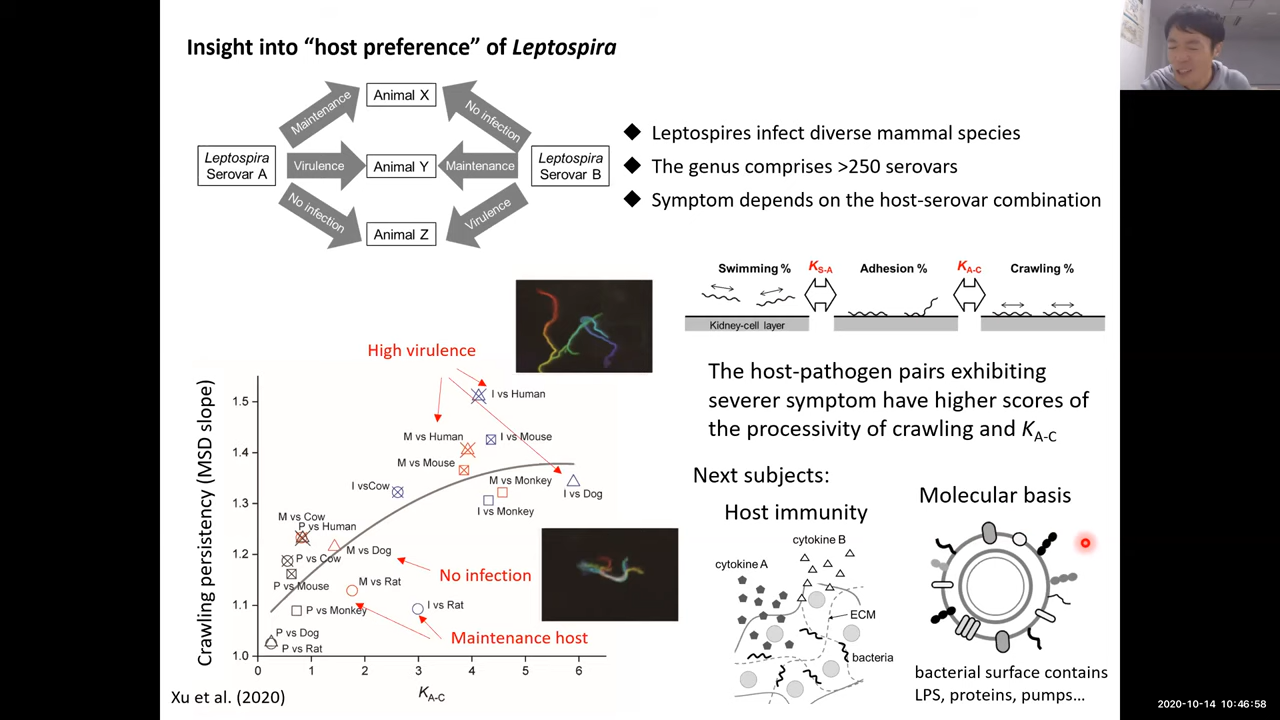 Insight into “host preference” of Leptospira
Animal X
Maintenance
No infection
Leptospira
Serovar A
Virulence
Animal Y
Maintenance
Leptospira
Serovar B
No infection
Virulence
Animal Z
◆ Leptospires infect diverse mammal species
◆ The genus comprises >250 serovars
◆ Symptom depends on the host-serovar combination
Swimming %
KS-A
Adhesion %
KA-C
Crawling %
Kidney-cell layer
The host-pathogen pairs exhibiting
severer symptom have higher scores of
the processivity of crawling and KA-C
High virulence
Crawling persistency (MSD slope)
1.5
1.4
1.3
1.2
1.1
1.0
0 1 2 3 4 5 6
KA-C
I vs Human
M vs Human
I vs Mouse
M vs Mouse
M vs Monkey
I vsCow
I vs Dog
I vs Monkey
M vs Cow
P vs Human
M vs Dog
P vs Cow
No infection
M vs Rat
P vs Mouse
I vs Rat
P vs Monkey
Maintenance host
P vs Dog
P vs Rat
Xu et al. (2020)
Next subjects:
Host immunity
cytokine B
cytokine A
ECM
bacteria
Molecular basis
bacterial surface contains
LPS, proteins, pumps...
2020-10-14 10:46:58